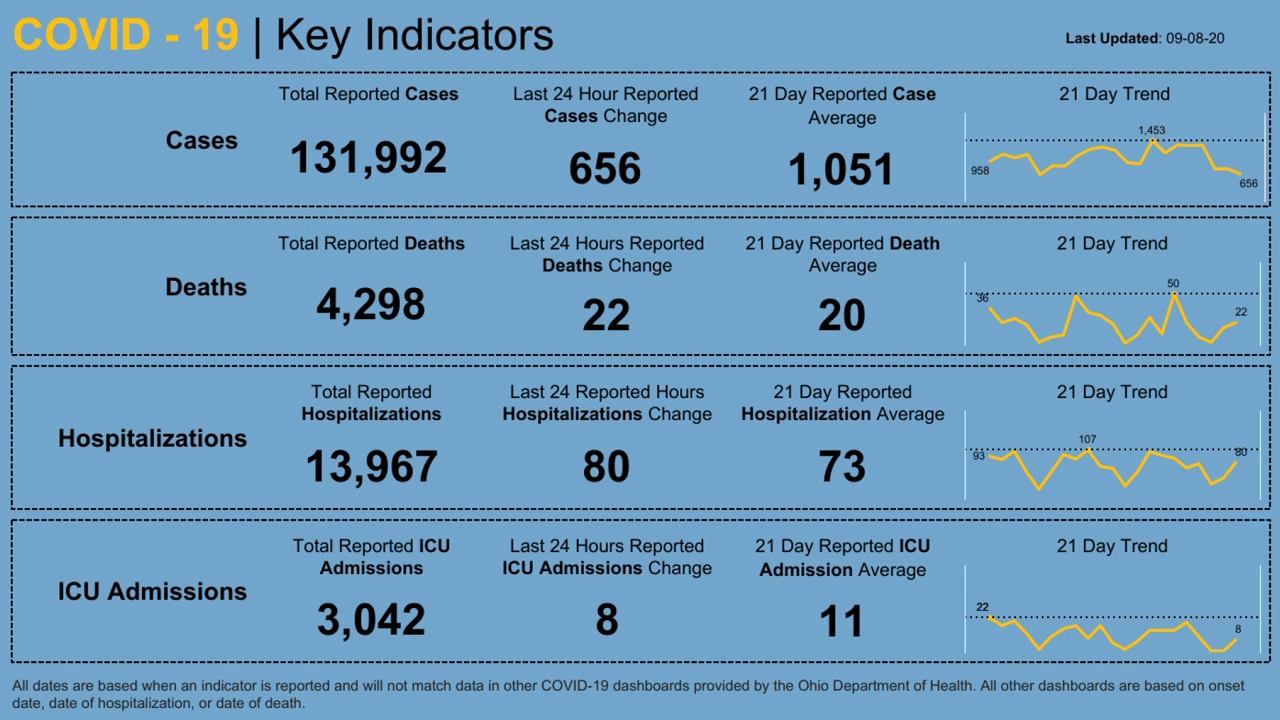 COVID - 19 | Key Indicators
Last Updated: 09-08-20
Cases
Total Reported Cases
131,992
Last 24 Hour Reported
Cases Change
656
21 Day Reported Case
Average
1,051
21 Day Trend
958
1,453
656
Deaths
Total Reported Deaths
4,298
Last 24 Hours Reported
Deaths Change
22
21 Day Reported Death
Average
20
21 Day Trend
36
50
22
Hospitalizations
Total Reported
Hospitalizations
13,967
Last 24 Reported Hours
Hospitalizations Change
80
21 Day Reported
Hospitalization Average
73
21 Day Trend
93
107
80
ICU Admissions
Total Reported ICU
Admissions
3,042
Last 24 Hours Reported
ICU Admissions Change
8
21 Day Reported ICU
Admission Average
11
21 Day Trend
22
8
All dates are based when an indicator is reported and will not match data in other COVID-19 dashboards provided by the Ohio Department of Health. All other dashboards are based on onset
date, date of hospitalization, or date of death.